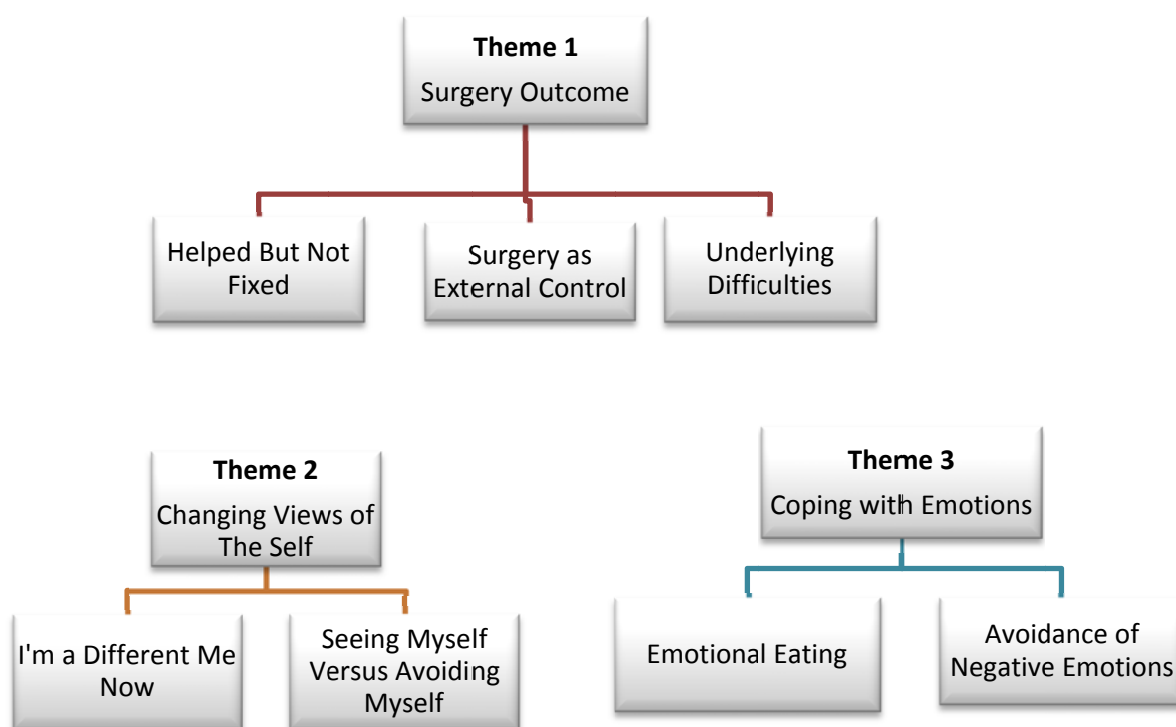 Theme 1
Surgery Outcome
Helped But Not
Fixed
Surgery as
External Control
Underlying
Difficulties
Theme 2
Changing Views of
The Self
I'm a Different Me
Now
Seeing Myself
Versus Avoiding
Myself
Theme 3
Coping with Emotions
Emotional Eating
Avoidance of
Negative Emotions